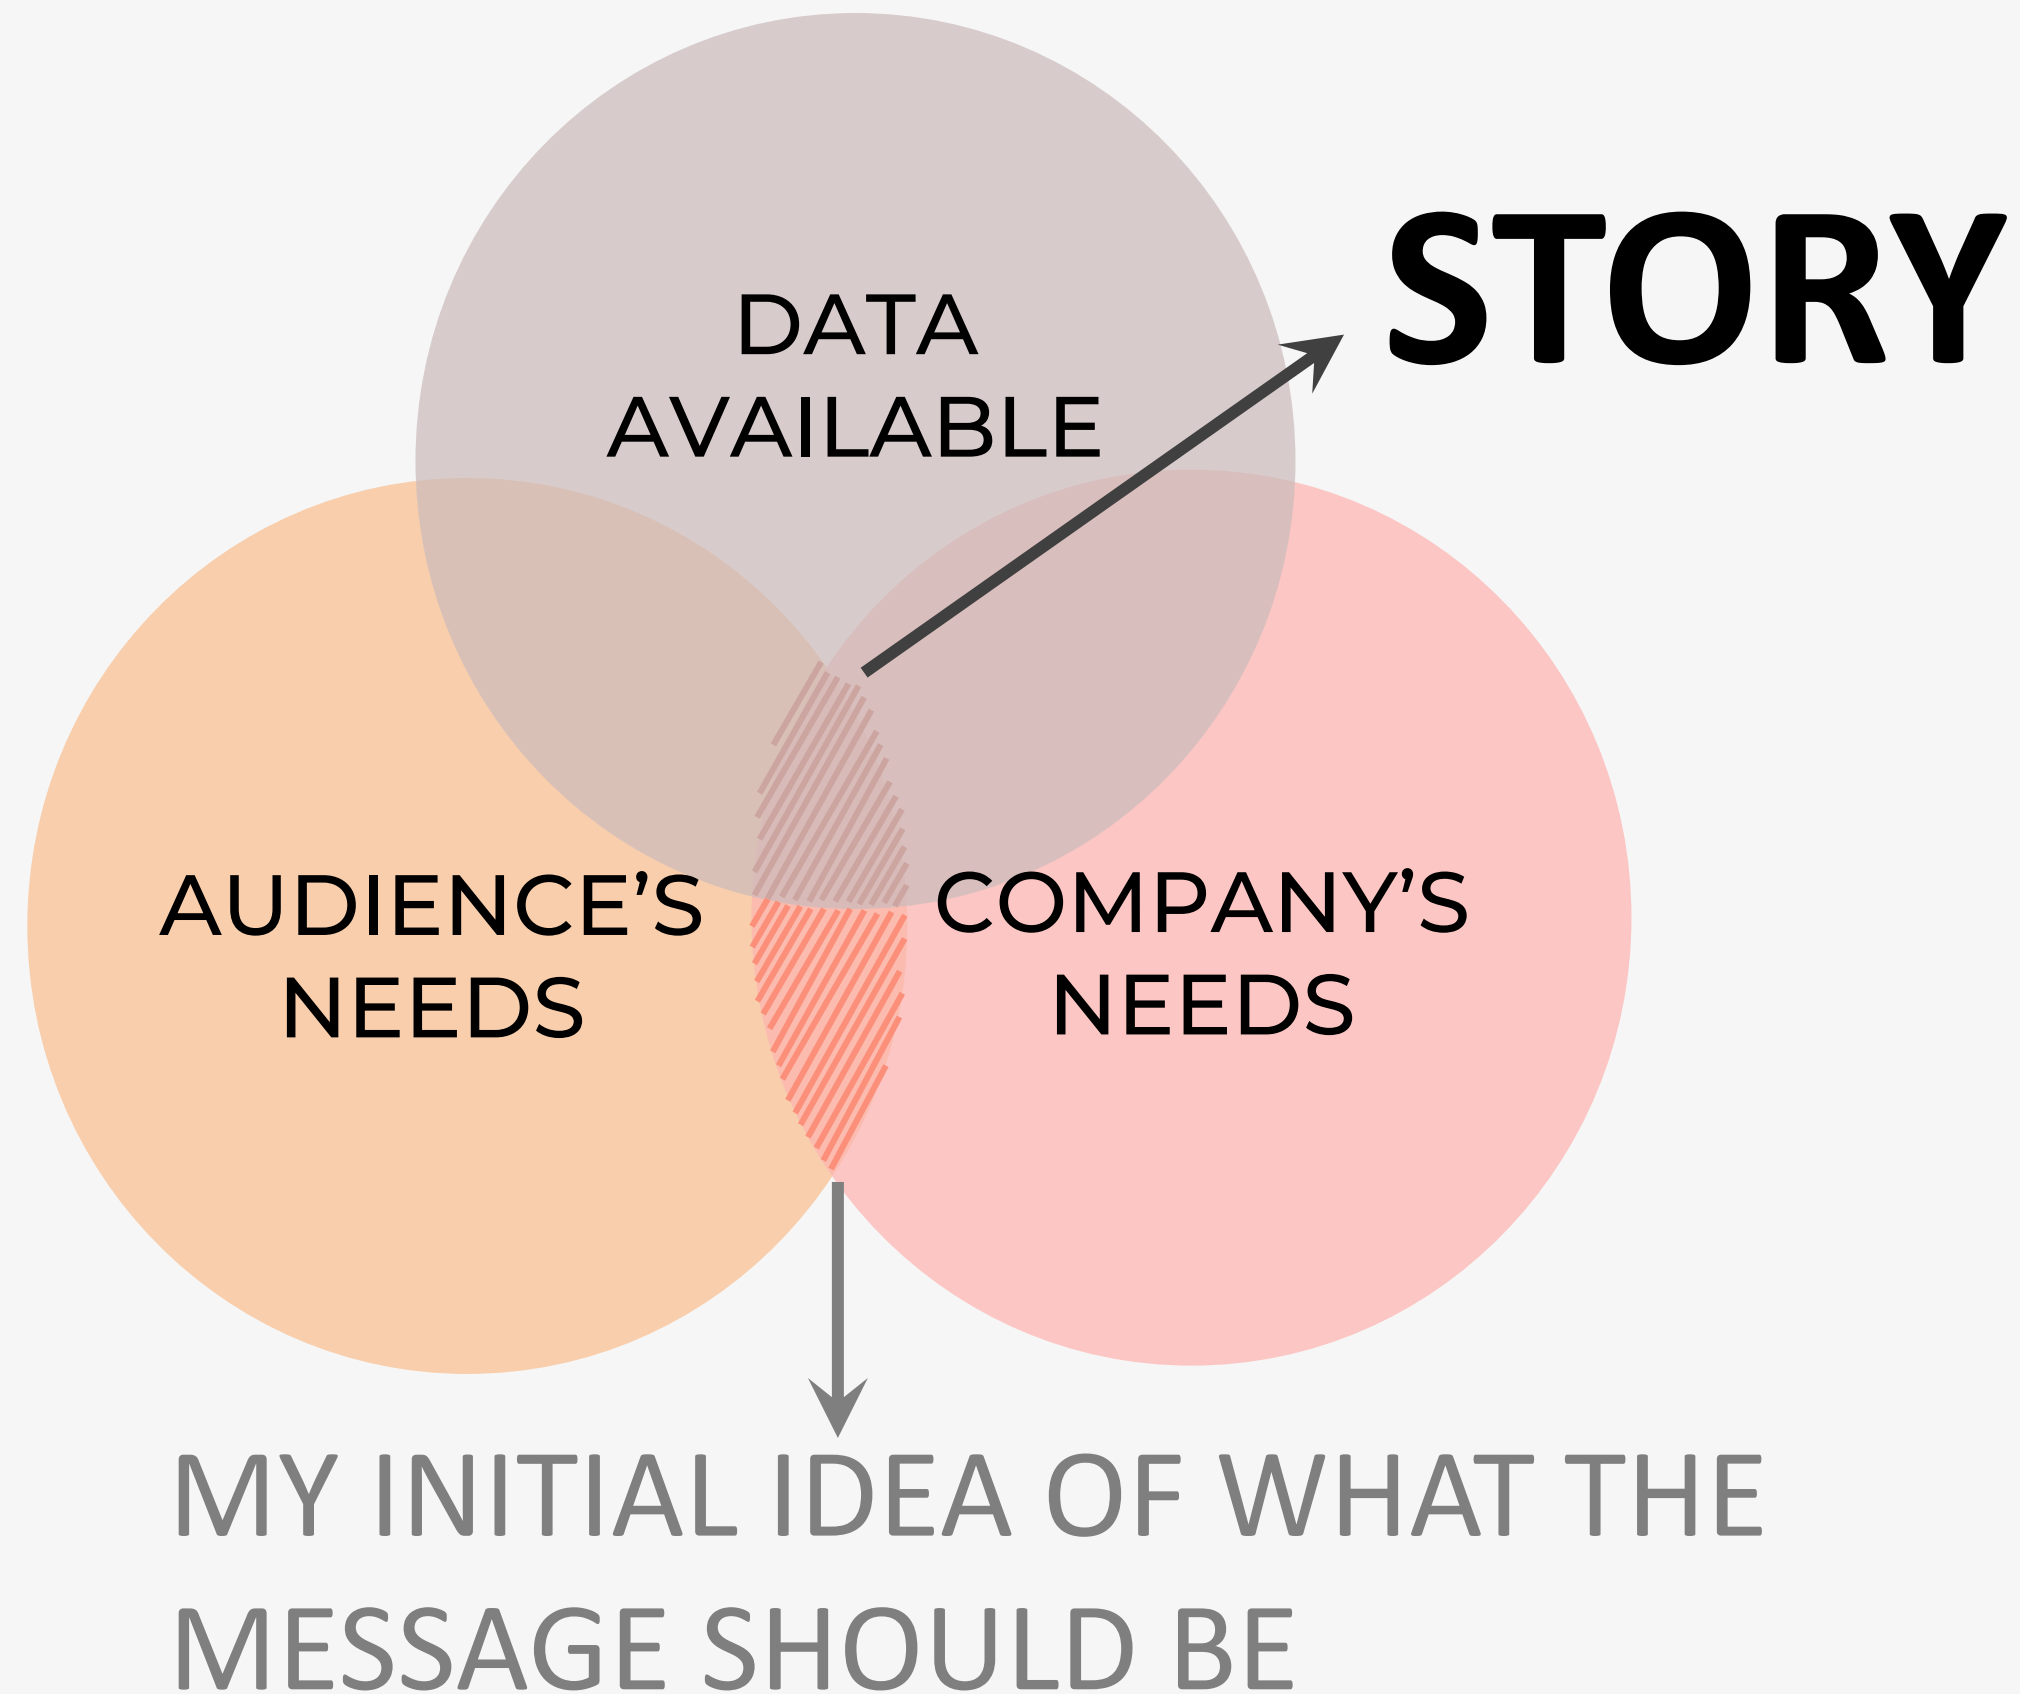 STORY
DATA
AVAILABLE
AUDIENCE’S
NEEDS
COMPANY’S
NEEDS
MY INITIAL IDEA OF WHAT THE
MESSAGE SHOULD BE